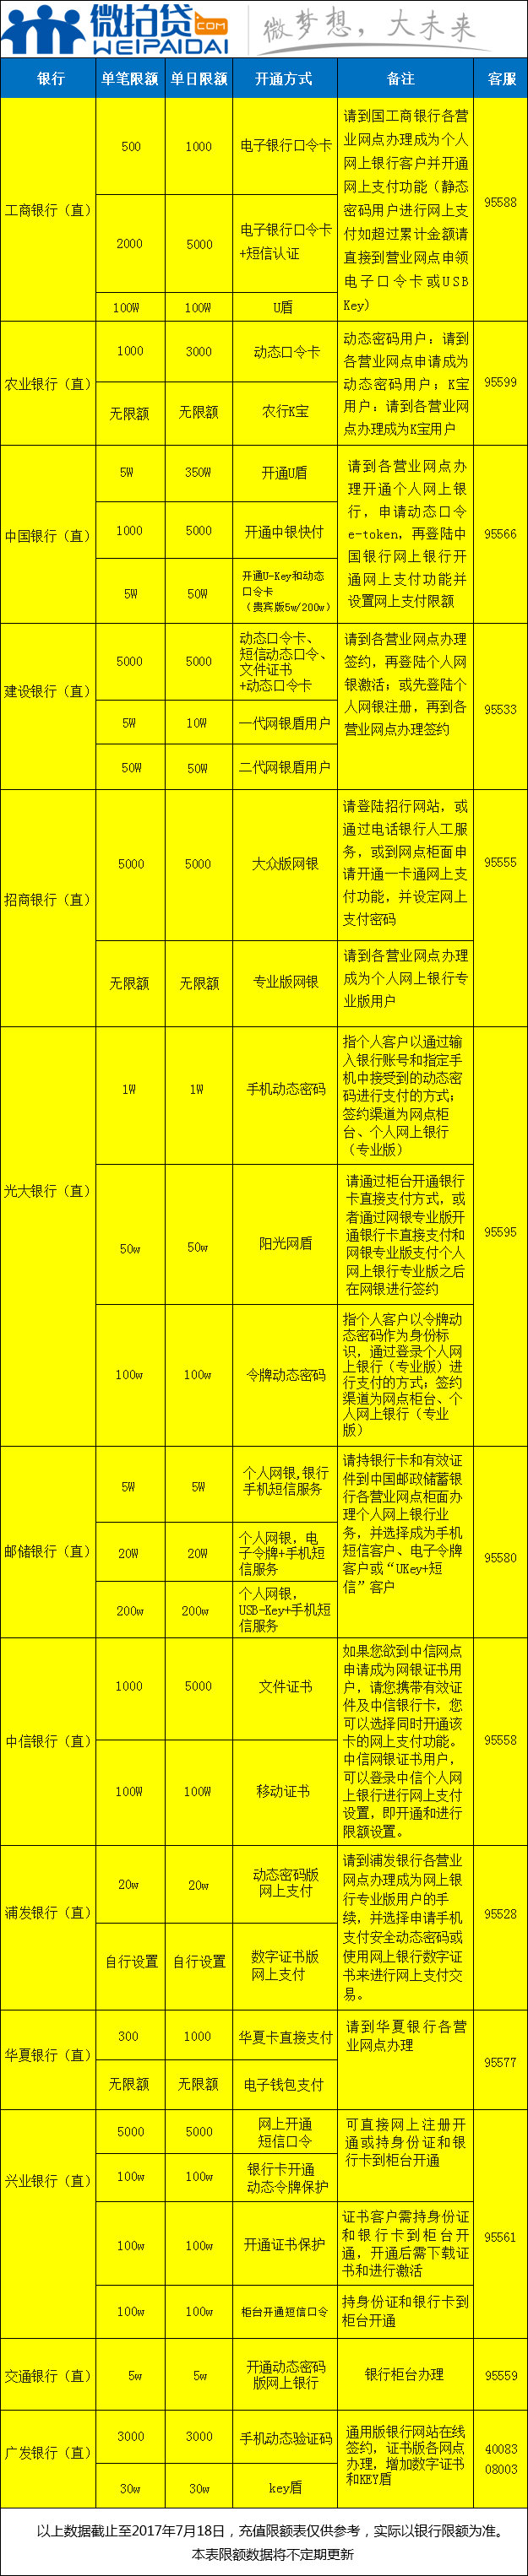 微拍贷.COM
WEIPAIDAI
微梦想，大未来
银行 单笔限额 单日限额 开通方式 备注 客服
工商银行（直）
500 1000 电子银行口令卡
2000 5000 电子银行口令卡
+短信认证
100W 100W U盾
请到国工商银行各营
业网点办理成为个人
网上银行客户并开通
网上支付功能（静态
密码用户进行网上支
付如超过累计金额请
直接到营业网点申领
电子口令卡或USB
Key）
95588
农业银行（直）
1000 3000 动态口令卡
无限额 无限额 农行K宝
动态密码用户：请到
各营业网点申请成为
动态密码用户；K宝
用户：请到各营业网
点办理成为K宝用户
95599
中国银行（直）
5W 350W 开通U盾
1000 5000 开通中银快付
5W 50W 开通U-Key和动态
口令卡
（贵宾版5w/200w）
请到各营业网点办
理开通个人网上银
行，申请动态口令
e-token，再登陆中
国银行网上银行开
通网上支付功能并
设置网上支付限额
95566
建设银行（直）
5000 5000 动态口令卡、
短信动态口令、
文件证书
+动态口令卡
5W 10W 一代网银盾用户
50W 50W 二代网银盾用户
请到各营业网点办理
签约，再登陆个人网
银激活；或先登陆个
人网银注册，再到各
营业网点办理签约
95533
招商银行（直）
5000 5000 大众版网银
请登陆招行网站，或
通过电话银行人工服
务，或到网点柜面申
请开通一卡通网上支
付功能，并设定网上
支付密码
95555
无限额 无限额 专业版网银
请到各营业网点办理
成为个人网上银行专
业版用户
光大银行（直）
1W 1W 手机动态密码
指个人客户以通过输
入银行账号和指定手
机中接受到的动态密
码进行支付的方式；
签约渠道为网点柜
台、个人网上银行
（专业版）
50w 50w 阳光网盾
请通过柜台开通银行
卡直接支付方式，或
者通过网银专业版开
通银行卡直接支付和
网银专业版支付个人
网上银行专业版之后
在网银进行签约
95595
100w 100w 令牌动态密码
指个人客户以令牌动
态密码作为身份标
识，通过登录个人网
上银行（专业版）进
行支付的方式；签约
渠道为网点柜台、个
人网上银行（专业
版）
邮储银行（直）
5W 5W 个人网银,银行
手机短信服务
20W 20W 个人网银，电
子令牌+手机短
信服务
200w 200w 个人网银，
USB-Key+手机短
信服务
请持银行卡和有效证
件到中国邮政储蓄银
行各营业网点柜面办
理个人网上银行业
务，并选择成为手机
短信客户、电子令牌
客户或“UKey+短
信”客户
95580
中信银行（直）
1000 5000 文件证书
100W 100W 移动证书
如果您欲到中信网点
申请成为网银证书用
户，请您携带有效证
件及中信银行卡，您
可以选择同时开通该
卡的网上支付功能。
中信网银证书用户，
可以登录中信个人网
上银行进行网上支付
设置，即开通和进行
限额设置。
95558
浦发银行（直）
20w 20w 动态密码版
网上支付
自行设置 自行设置 数字证书版
网上支付
请到浦发银行各营业
网点办理成为网上银
行专业版用户的手
续，并选择申请手机
支付安全动态密码或
使用网上银行数字证
书来进行网上支付交
易。
95528
华夏银行（直）
300 1000 华夏卡直接支付
无限额 无限额 电子钱包支付
请到华夏银行各营
业网点办理
95577
兴业银行（直）
5000 5000 网上开通
短信口令
100w 100w 银行卡开通
动态令牌保护
可直接网上注册开
通或持身份证和银
行卡到柜台开通
100w 100w 开通证书保护
证书客户需持身份证
和银行卡到柜台开
通，开通后需下载证
书和进行激活
95561
100w 100w 柜台开通短信口令
持身份证和银行卡到
柜台开通
交通银行（直） 5w 5w 开通动态密码
版网上银行
银行柜台办理 95559
广发银行（直）
3000 3000 手机动态验证码
30w 30w key盾
通用版银行网站在线
签约，证书版各网点
办理，增加数字证书
和KEY盾
40083
08003
以上数据截止至2017年7月18日，充值限额表仅供参考，实际以银行限额为准。
本表限额数据将不定期更新